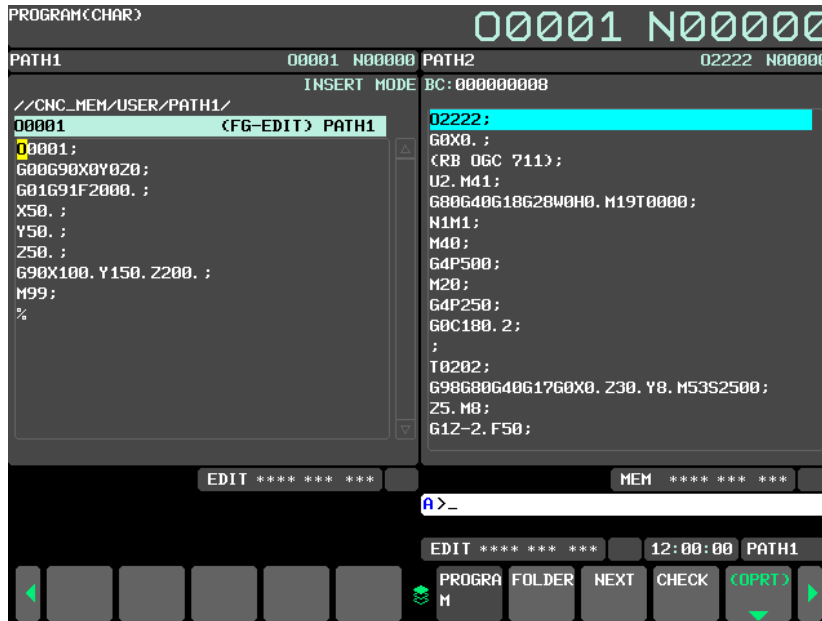 PROGRAM(CHAR)
O0001 N00000
PATH1 O0001 N00000
INSERT MODE
//CNC_MEM/USER/PATH1/
O0001 (FG-EDIT) PATH1
O0001;
G00G90X0Y0Z0;
G01G91F2000.;
X50.;
Y50.;
Z50.;
G90X100.Y150.Z200.;
M99;
%
EDIT **** *** ***
PATH2 O2222 N00000
BC:000000008
O2222;
G0X0.;
(RB OGC 711);
U2.M41;
G80G40G18G28W0H0.M19T0000;
N1M1;
M40;
G4P500;
M20;
G4P250;
G0C180.2;
;
T0202;
G98G80G40G17G0X0.Z30.Y8.M53S2500;
Z5.M8;
G1Z-2.F50;
MEM **** *** ***
A>_
EDIT **** *** *** 12:00:00 PATH1
PROGRA
M
FOLDER
NEXT
CHECK
(OPRT)